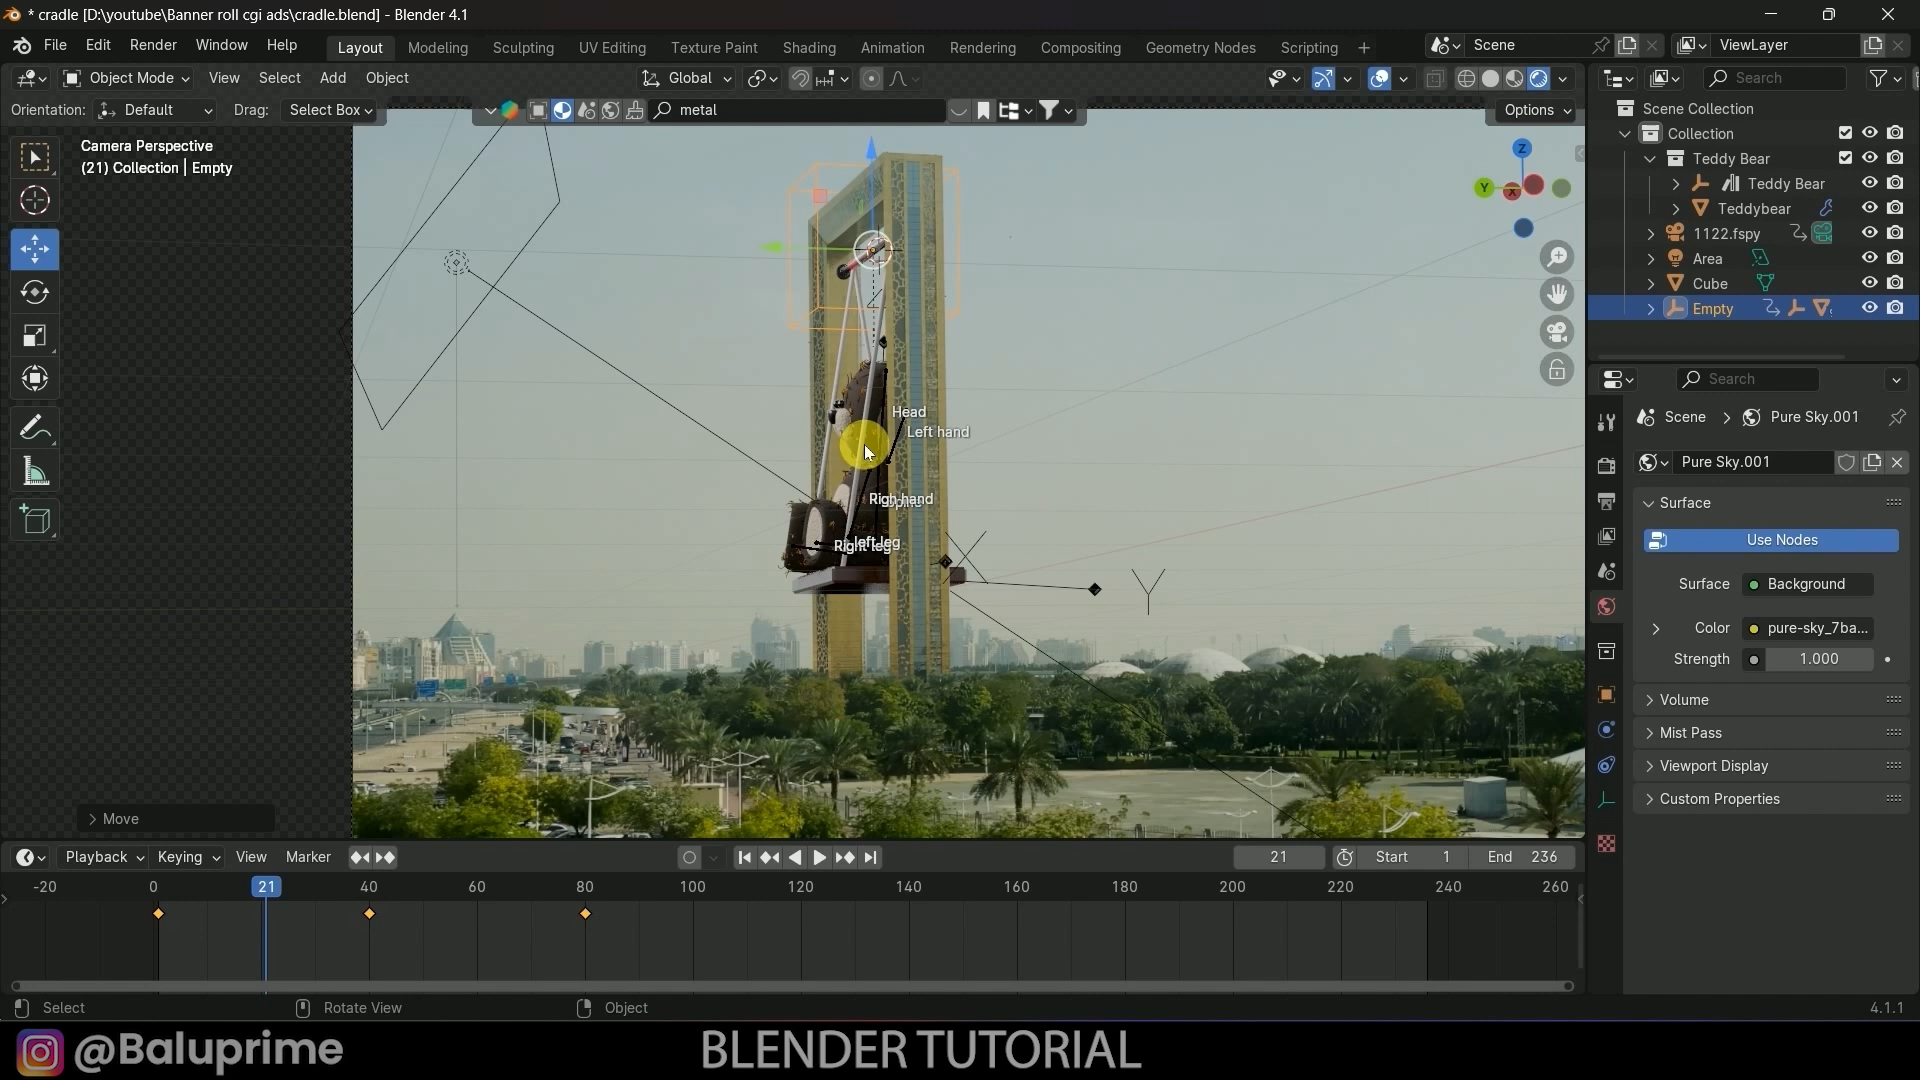 * cradle [D:\youtube\Banner roll cgi ads\cradle.blend] - Blender 4.1
File Edit Render Window Help Layout Modeling Sculpting UV Editing Texture Paint Shading Animation Rendering Compositing Geometry Nodes Scripting + Scene ViewLayer
Object Mode View Select Add Object Global Search
Orientation: Default Drag: Select Box metal Options
Scene Collection
Collection
Teddy Bear
Teddy Bear
Teddybear
1122.fspy
Area
Cube
Empty
Camera Perspective
(21) Collection | Empty
Z
Y
X
Head
Left hand
Righ hand
Spine
left leg
Right leg
X
Y
Z
Move
Search
Scene > Pure Sky.001
Pure Sky.001
Surface
Use Nodes
Surface Background
Color pure-sky_7ba...
Strength 1.000
Volume
Mist Pass
Viewport Display
Custom Properties
Playback Keying View Marker 21 Start 1 End 236
-20 0 21 40 60 80 100 120 140 160 180 200 220 240 260
Select Rotate View Object 4.1.1
@Baluprime BLENDER TUTORIAL